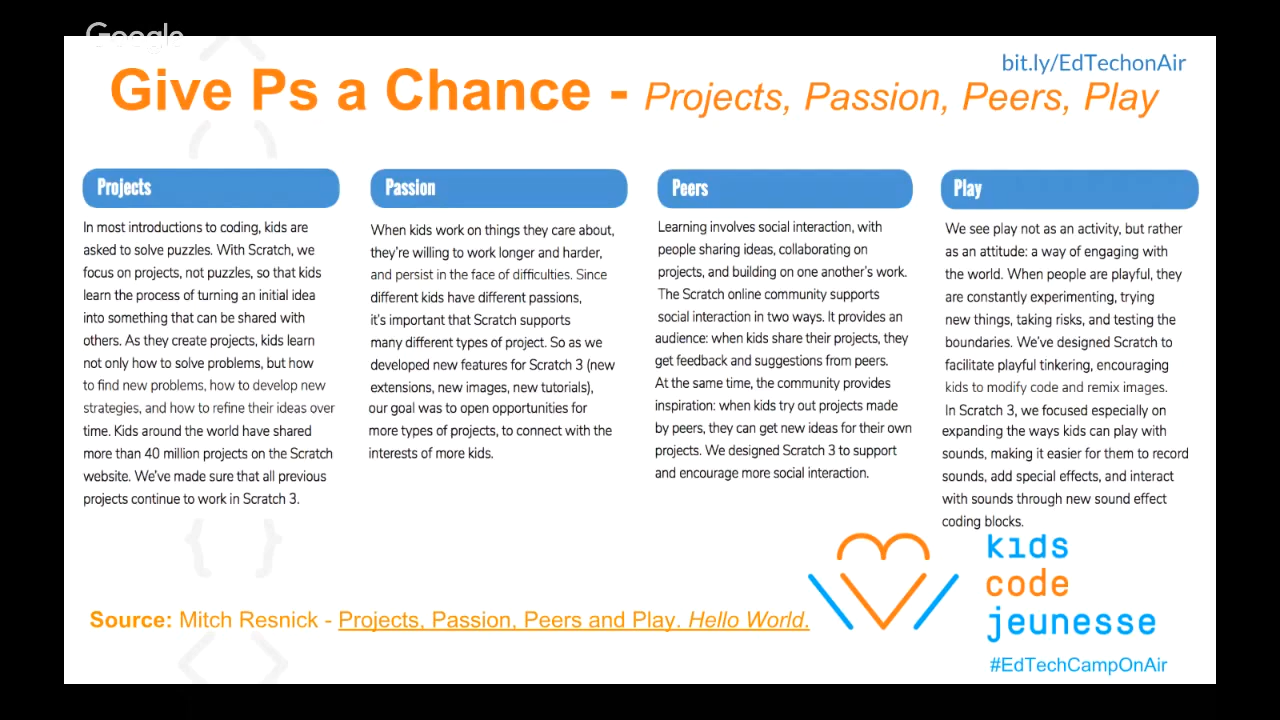 Google
bit.ly/EdTechonAir
Give Ps a Chance - Projects, Passion, Peers, Play
Projects
In most introductions to coding, kids are
asked to solve puzzles. With Scratch, we
focus on projects, not puzzles, so that kids
learn the process of turning an initial idea
into something that can be shared with
others. As they create projects, kids learn
not only how to solve problems, but how
to find new problems, how to develop new
strategies, and how to refine their ideas over
time. Kids around the world have shared
more than 40 million projects on the Scratch
website. We've made sure that all previous
projects continue to work in Scratch 3.
Passion
When kids work on things they care about,
they're willing to work longer and harder,
and persist in the face of difficulties. Since
different kids have different passions,
it's important that Scratch supports
many different types of project. So as we
developed new features for Scratch 3 (new
extensions, new images, new tutorials),
our goal was to open opportunities for
more types of projects, to connect with the
interests of more kids.
Peers
Learning involves social interaction, with
people sharing ideas, collaborating on
projects, and building on one another's work.
The Scratch online community supports
social interaction in two ways. It provides an
audience: when kids share their projects, they
get feedback and suggestions from peers.
At the same time, the community provides
inspiration: when kids try out projects made
by peers, they can get new ideas for their own
projects. We designed Scratch 3 to support
and encourage more social interaction.
Play
We see play not as an activity, but rather
as an attitude: a way of engaging with
the world. When people are playful, they
are constantly experimenting, trying
new things, taking risks, and testing the
boundaries. We've designed Scratch to
facilitate playful tinkering, encouraging
kids to modify code and remix images.
In Scratch 3, we focused especially on
expanding the ways kids can play with
sounds, making it easier for them to record
sounds, add special effects, and interact
with sounds through new sound effect
coding blocks.
kids
code
jeunesse
Source: Mitch Resnick - Projects, Passion, Peers and Play. Hello World.
#EdTechCampOnAir